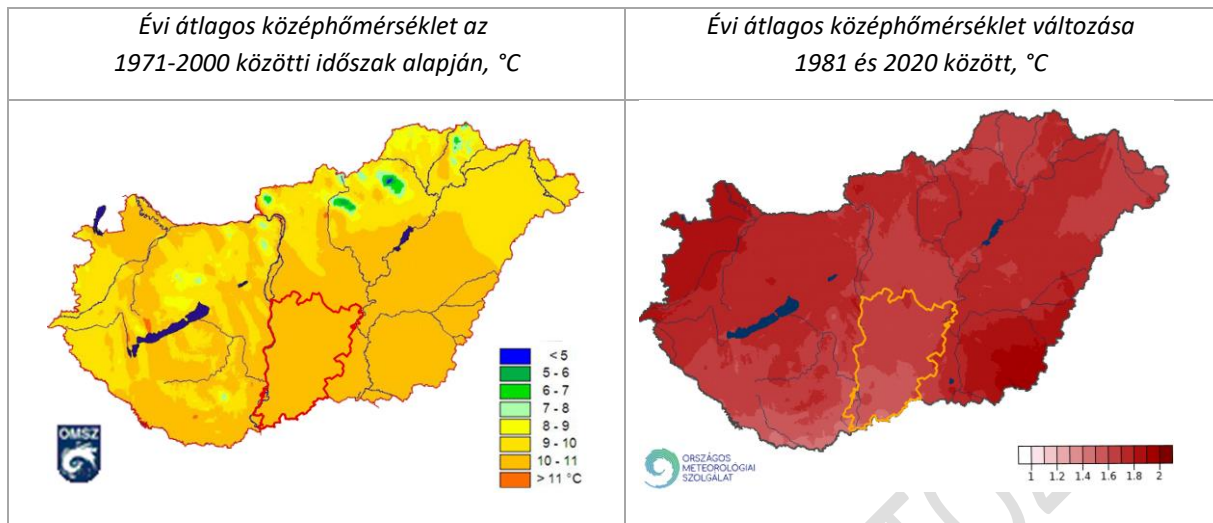 Évi átlagos középhőmérséklet az
1971-2000 közötti időszak alapján, °C
Évi átlagos középhőmérséklet változása
1981 és 2020 között, °C
< 5
5 - 6
6 - 7
7 - 8
8 - 9
9 - 10
10 - 11
> 11 °C
OMSZ
ORSZÁGOS
METEOROLÓGIAI
SZOLGÁLAT
1 1.2 1.4 1.6 1.8 2